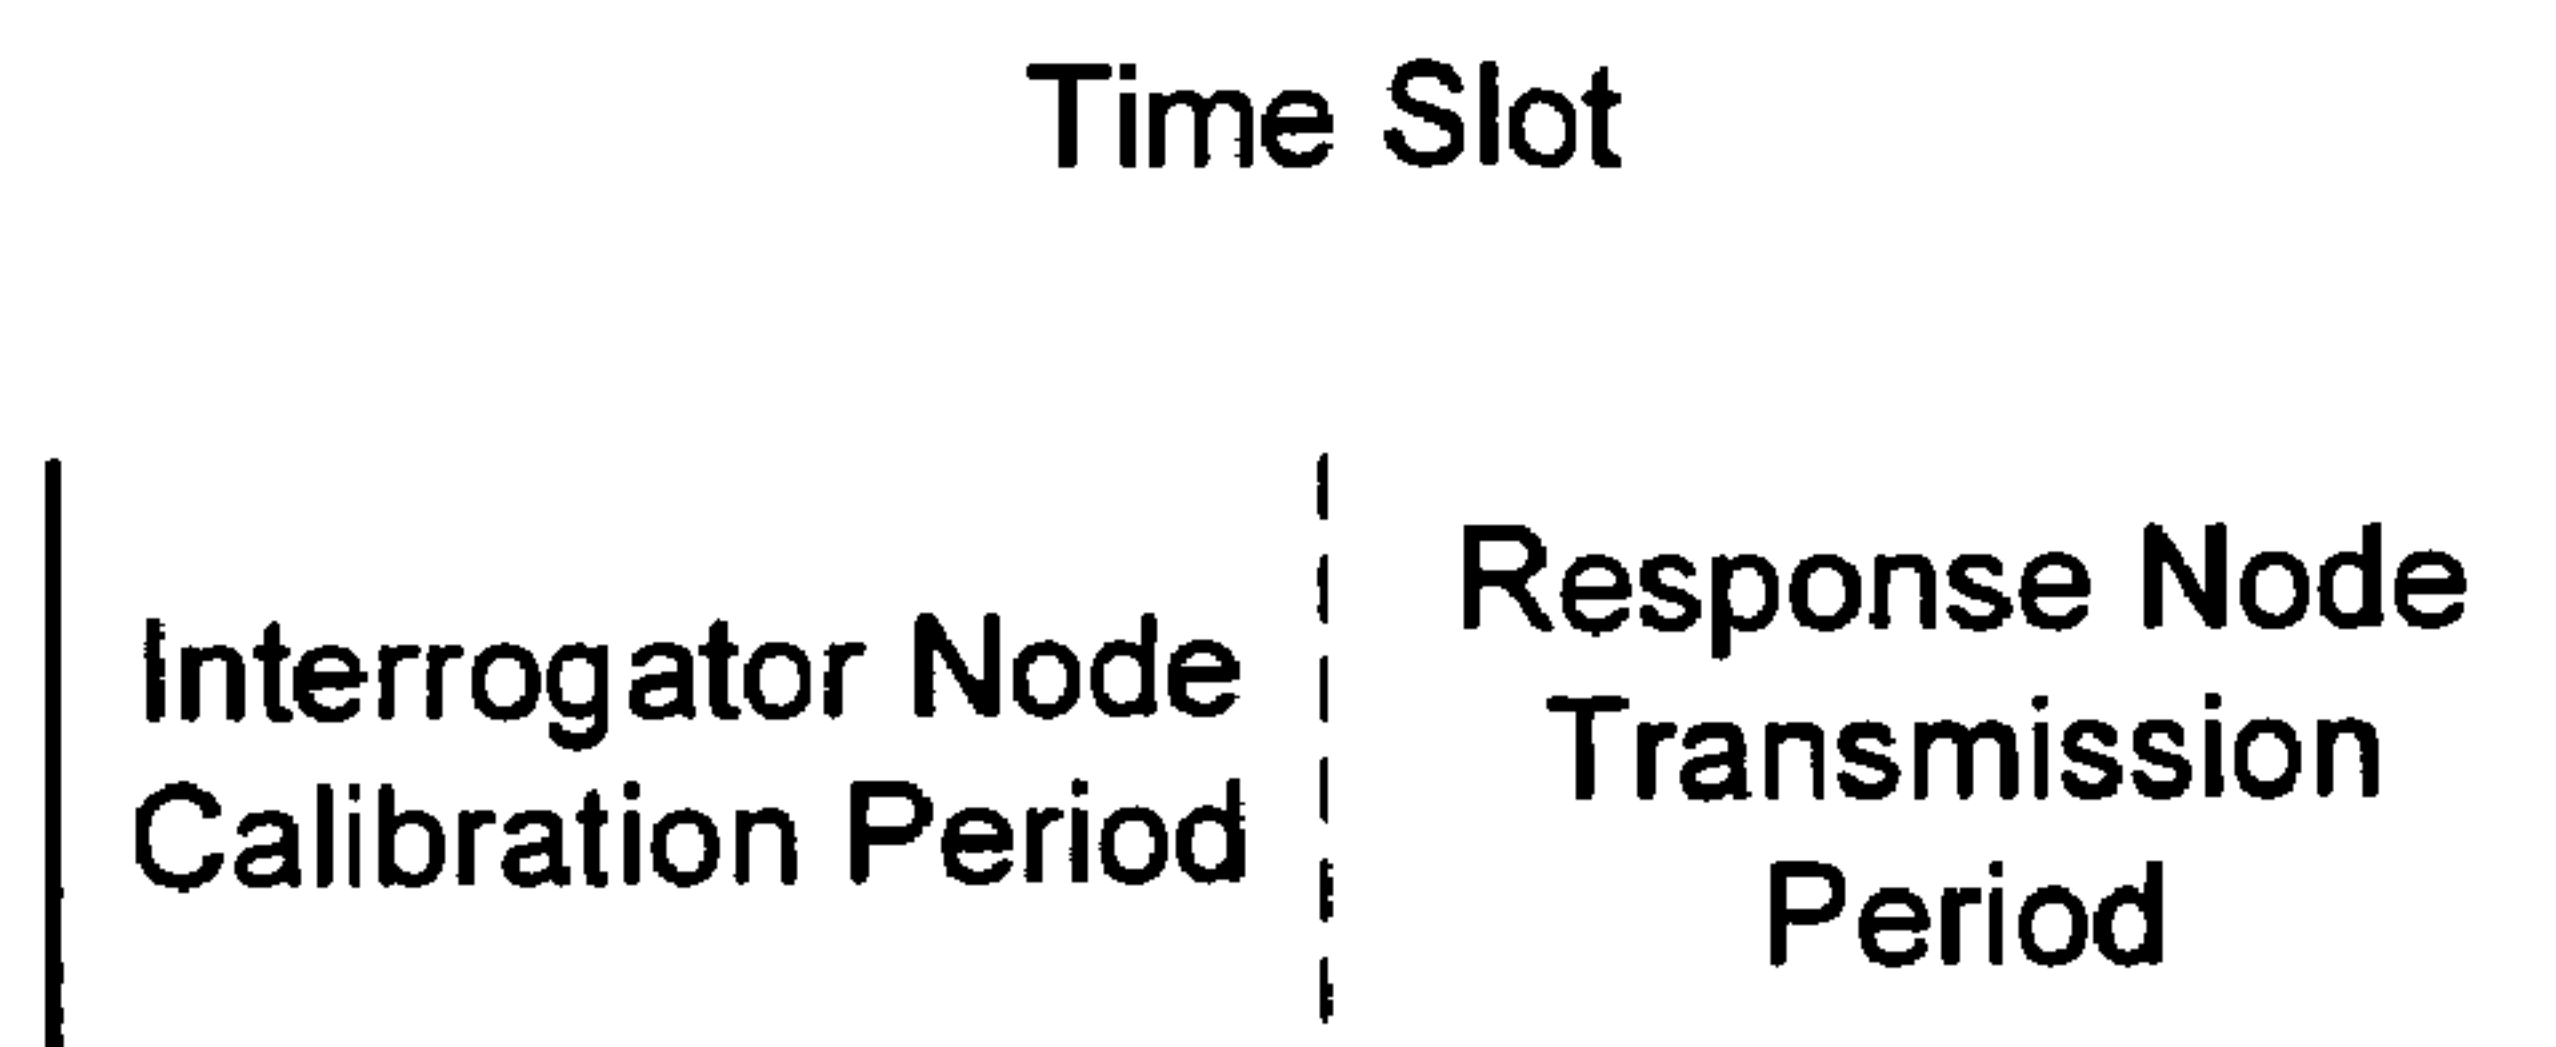 Time Slot
Interrogator Node
Calibration Period
Response Node
Transmission
Period